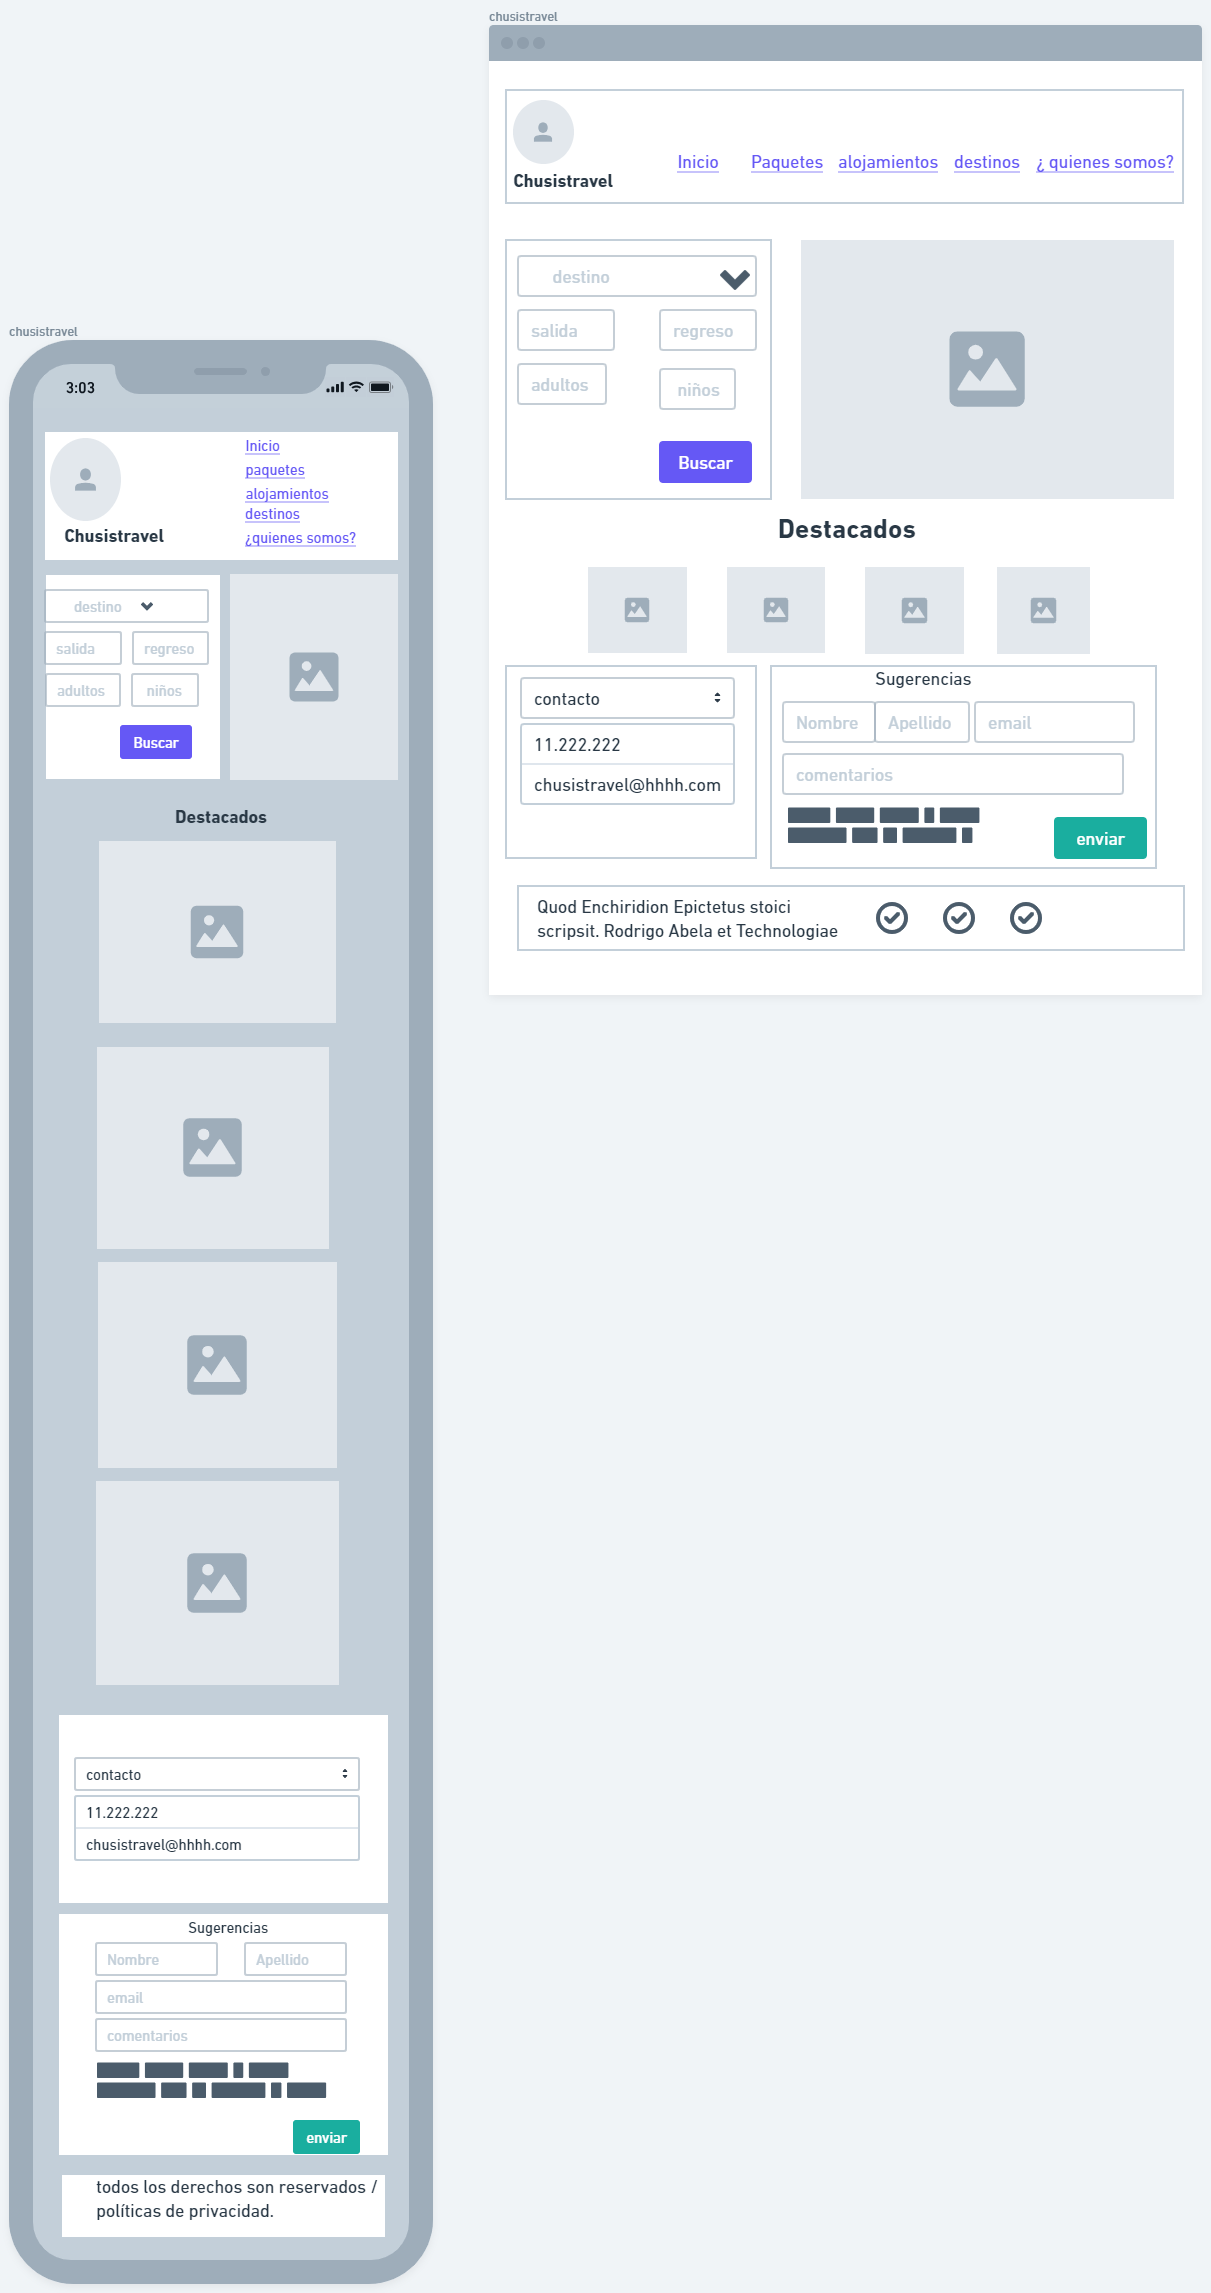 chusistravel
Chusistravel
Inicio
Paquetes
alojamientos
destinos
¿ quienes somos?
destino
salida
regreso
adultos
niños
Buscar
Destacados
contacto
11.222.222
chusistravel@hhhh.com
Sugerencias
Nombre
Apellido
email
comentarios
enviar
Quod Enchiridion Epictetus stoici
scripsit. Rodrigo Abela et Technologiae
chusistravel
3:03
Chusistravel
Inicio
paquetes
alojamientos
destinos
¿quienes somos?
destino
salida
regreso
adultos
niños
Buscar
Destacados
contacto
11.222.222
chusistravel@hhhh.com
Sugerencias
Nombre
Apellido
email
comentarios
enviar
todos los derechos son reservados /
políticas de privacidad.